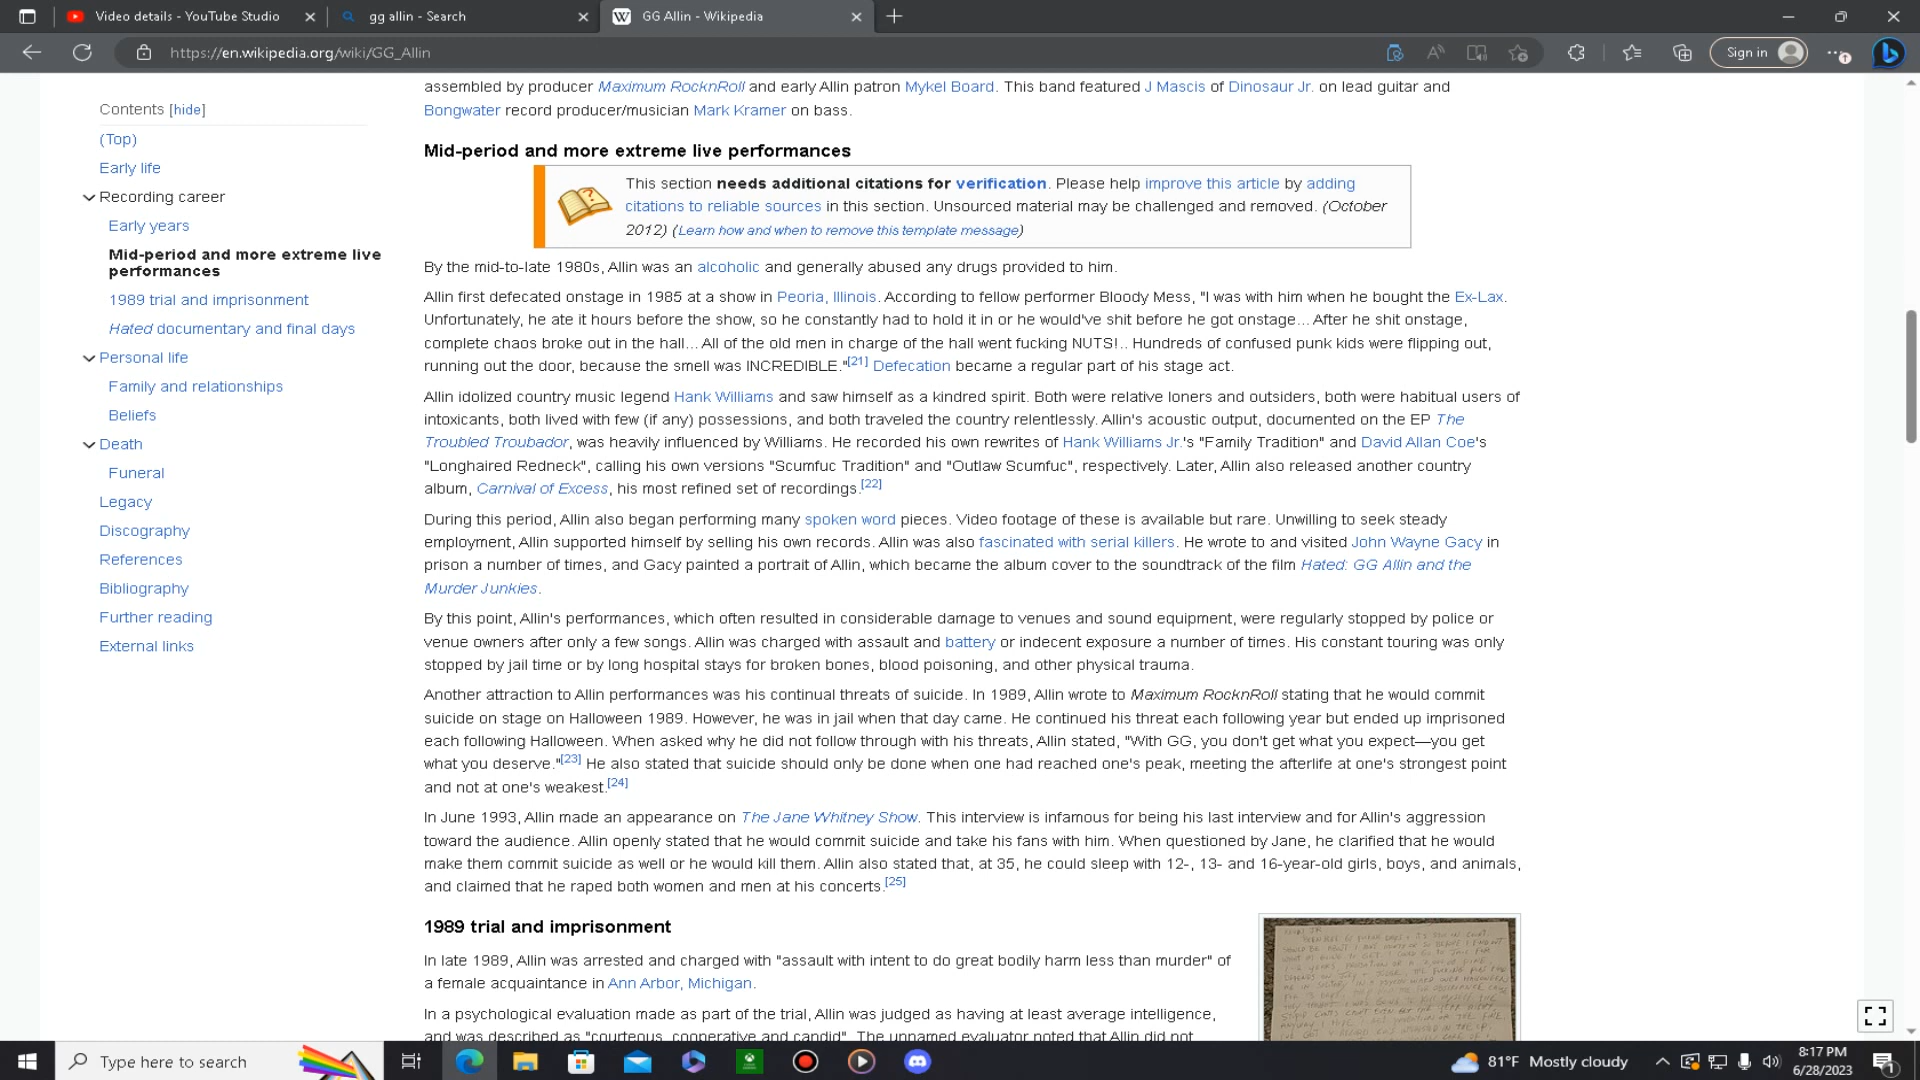 Video details - YouTube Studio
gg allin - Search
GG Allin - Wikipedia
https://en.wikipedia.org/wiki/GG_Allin
Sign in
Contents [hide]
(Top)
Early life
Recording career
Early years
Mid-period and more extreme live
performances
1989 trial and imprisonment
Hated documentary and final days
Personal life
Family and relationships
Beliefs
Death
Funeral
Legacy
Discography
References
Bibliography
Further reading
External links
assembled by producer Maximum RocknRoll and early Allin patron Mykel Board. This band featured J Mascis of Dinosaur Jr. on lead guitar and
Bongwater record producer/musician Mark Kramer on bass.
Mid-period and more extreme live performances
This section needs additional citations for verification. Please help improve this article by adding
citations to reliable sources in this section. Unsourced material may be challenged and removed. (October
2012) (Learn how and when to remove this template message)
By the mid-to-late 1980s, Allin was an alcoholic and generally abused any drugs provided to him.
Allin first defecated onstage in 1985 at a show in Peoria, Illinois. According to fellow performer Bloody Mess, "I was with him when he bought the Ex-Lax.
Unfortunately, he ate it hours before the show, so he constantly had to hold it in or he would've shit before he got onstage... After he shit onstage,
complete chaos broke out in the hall... All of the old men in charge of the hall went fucking NUTS!.. Hundreds of confused punk kids were flipping out,
running out the door, because the smell was INCREDIBLE."[21] Defecation became a regular part of his stage act.
Allin idolized country music legend Hank Williams and saw himself as a kindred spirit. Both were relative loners and outsiders, both were habitual users of
intoxicants, both lived with few (if any) possessions, and both traveled the country relentlessly. Allin's acoustic output, documented on the EP The
Troubled Troubador, was heavily influenced by Williams. He recorded his own rewrites of Hank Williams Jr.'s "Family Tradition" and David Allan Coe's
"Longhaired Redneck", calling his own versions "Scumfuc Tradition" and "Outlaw Scumfuc", respectively. Later, Allin also released another country
album, Carnival of Excess, his most refined set of recordings.[22]
During this period, Allin also began performing many spoken word pieces. Video footage of these is available but rare. Unwilling to seek steady
employment, Allin supported himself by selling his own records. Allin was also fascinated with serial killers. He wrote to and visited John Wayne Gacy in
prison a number of times, and Gacy painted a portrait of Allin, which became the album cover to the soundtrack of the film Hated: GG Allin and the
Murder Junkies.
By this point, Allin's performances, which often resulted in considerable damage to venues and sound equipment, were regularly stopped by police or
venue owners after only a few songs. Allin was charged with assault and battery or indecent exposure a number of times. His constant touring was only
stopped by jail time or by long hospital stays for broken bones, blood poisoning, and other physical trauma.
Another attraction to Allin performances was his continual threats of suicide. In 1989, Allin wrote to Maximum RocknRoll stating that he would commit
suicide on stage on Halloween 1989. However, he was in jail when that day came. He continued his threat each following year but ended up imprisoned
each following Halloween. When asked why he did not follow through with his threats, Allin stated, "With GG, you don't get what you expect—you get
what you deserve."[23] He also stated that suicide should only be done when one had reached one's peak, meeting the afterlife at one's strongest point
and not at one's weakest.[24]
In June 1993, Allin made an appearance on The Jane Whitney Show. This interview is infamous for being his last interview and for Allin's aggression
toward the audience. Allin openly stated that he would commit suicide and take his fans with him. When questioned by Jane, he clarified that he would
make them commit suicide as well or he would kill them. Allin also stated that, at 35, he could sleep with 12-, 13- and 16-year-old girls, boys, and animals,
and claimed that he raped both women and men at his concerts.[25]
1989 trial and imprisonment
In late 1989, Allin was arrested and charged with "assault with intent to do great bodily harm less than murder" of
a female acquaintance in Ann Arbor, Michigan.
In a psychological evaluation made as part of the trial, Allin was judged as having at least average intelligence,
and was described as "courteous, cooperative and candid". The unnamed evaluator noted that Allin did not
Type here to search
81°F Mostly cloudy
8:17 PM
6/28/2023
1